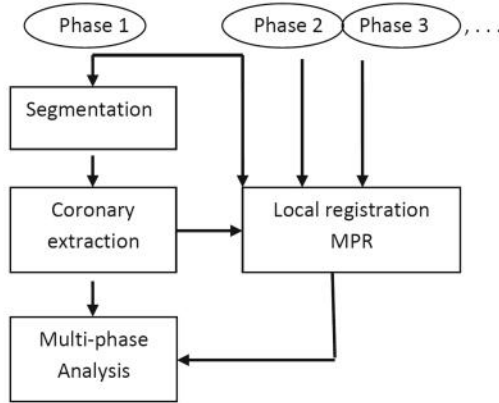 Phase 1
Phase 2
Phase 3
, . . .
Segmentation
Coronary
extraction
Local registration
MPR
Multi-phase
Analysis